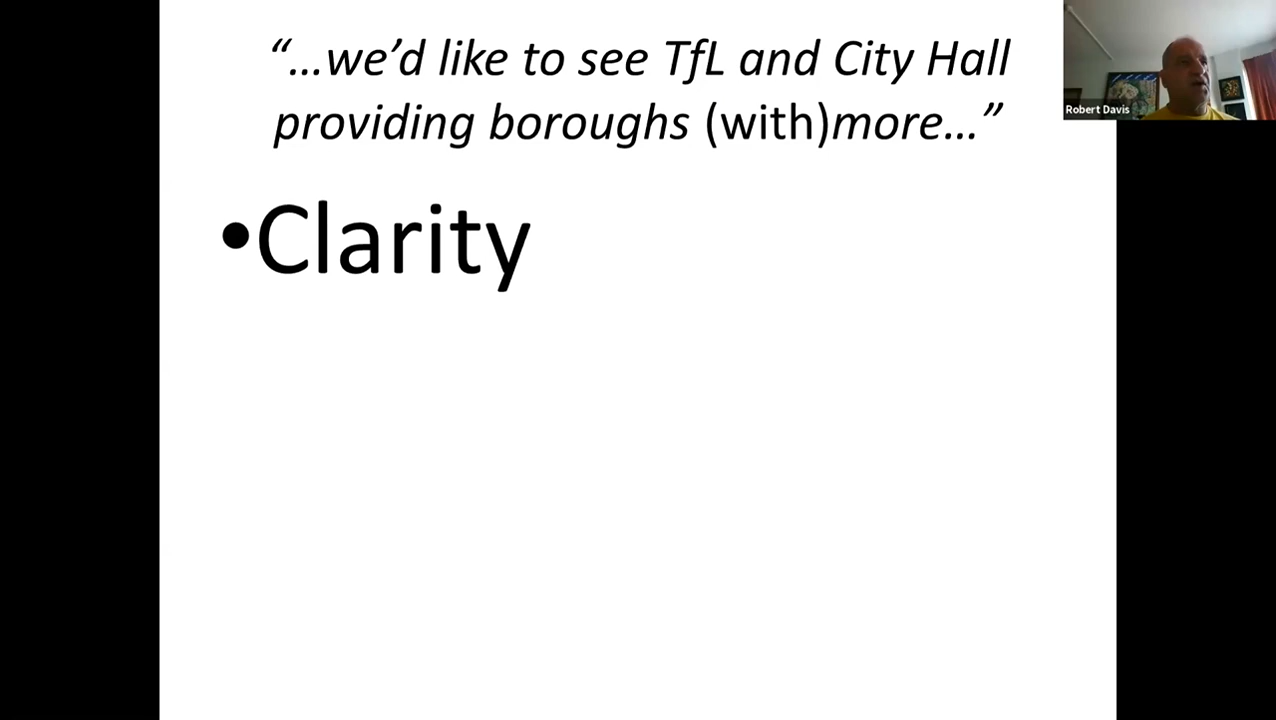 “…we’d like to see TfL and City Hall
providing boroughs (with)more…”
•Clarity
Robert Davis